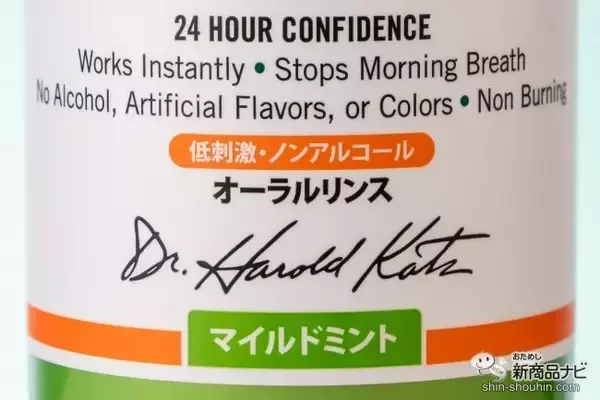 24 HOUR CONFIDENCE
Works Instantly • Stops Morning Breath
No Alcohol, Artificial Flavors, or Colors • Non Burning
低刺激・ノンアルコール
オーラルリンス
Dr. Harold Katz
マイルドミント
おためし
新商品ナビ
shin-shouhin.com